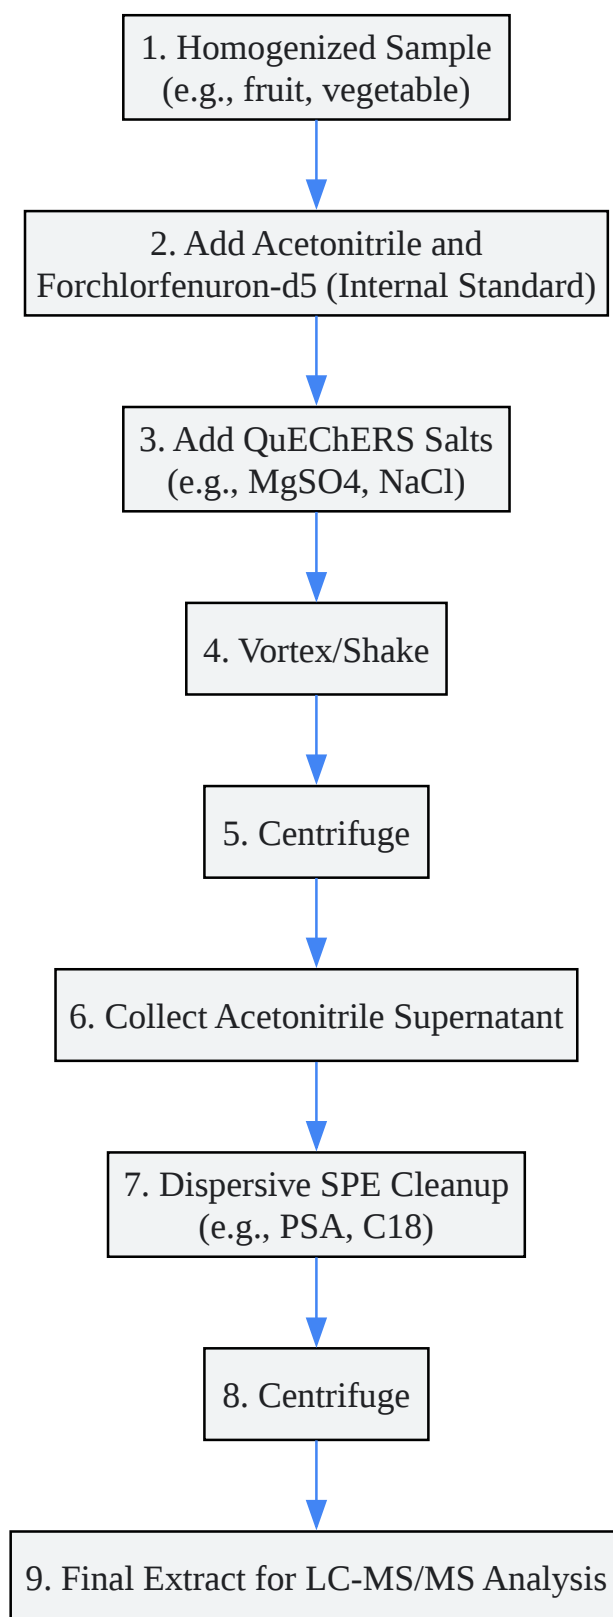 1. Homogenized Sample
(e.g., fruit, vegetable)
2. Add Acetonitrile and
Forchlorfenuron-d5 (Internal Standard)
3. Add QuEChERS Salts
(e.g., MgSO4, NaCl)
4. Vortex/Shake
5. Centrifuge
6. Collect Acetonitrile Supernatant
7. Dispersive SPE Cleanup
(e.g., PSA, C18)
8. Centrifuge
9. Final Extract for LC-MS/MS Analysis